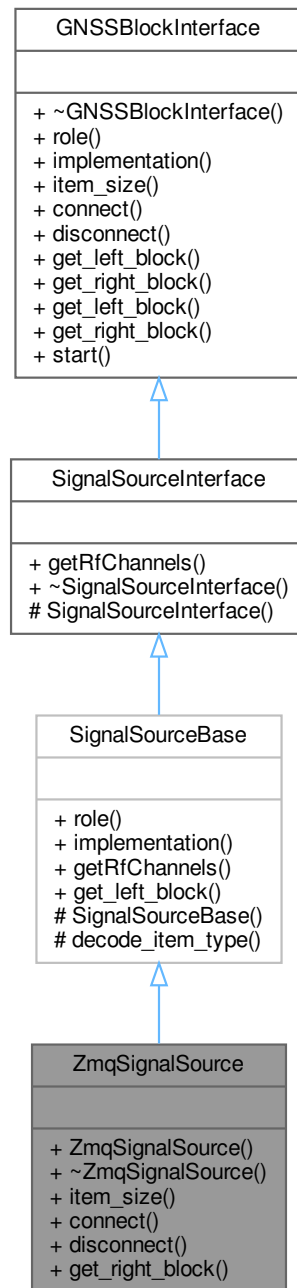 GNSSBlockInterface
+ ~GNSSBlockInterface()
+ role()
+ implementation()
+ item_size()
+ connect()
+ disconnect()
+ get_left_block()
+ get_right_block()
+ get_left_block()
+ get_right_block()
+ start()
SignalSourceInterface
+ getRfChannels()
+ ~SignalSourceInterface()
# SignalSourceInterface()
SignalSourceBase
+ role()
+ implementation()
+ getRfChannels()
+ get_left_block()
# SignalSourceBase()
# decode_item_type()
ZmqSignalSource
+ ZmqSignalSource()
+ ~ZmqSignalSource()
+ item_size()
+ connect()
+ disconnect()
+ get_right_block()